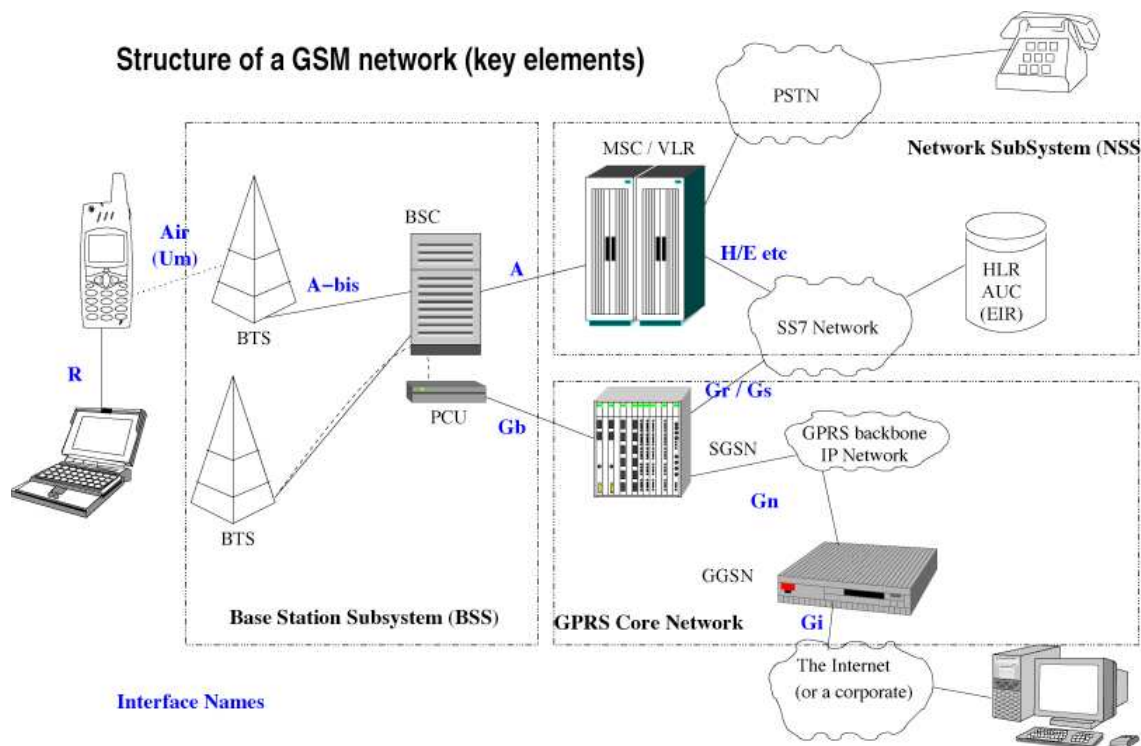 Structure of a GSM network (key elements)
PSTN
MSC / VLR
Network SubSystem (NSS
BSC
Air
(Um)
A-bis
A
H/E etc
HLR
AUC
(EIR)
BTS
SS7 Network
R
PCU
Gb
Gr / Gs
SGSN
GPRS backbone
IP Network
Gn
BTS
GGSN
Base Station Subsystem (BSS)
GPRS Core Network
Gi
The Internet
(or a corporate)
Interface Names